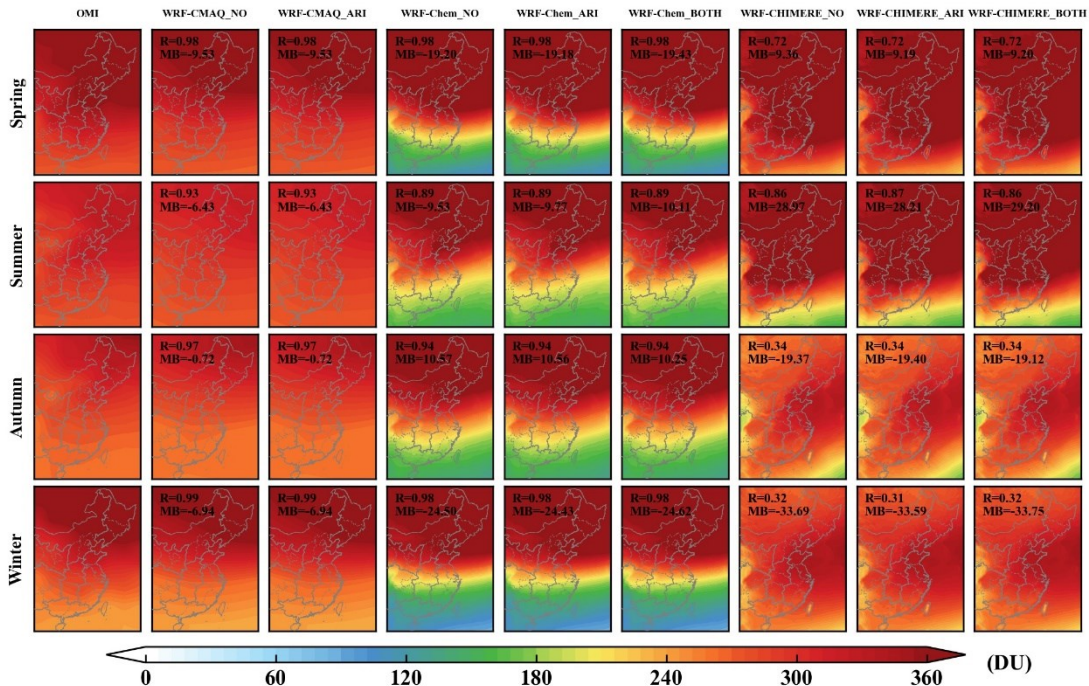 OMI WRF-CMAQ_NO WRF-CMAQ_ARI WRF-Chem_NO WRF-Chem_ARI WRF-Chem_BOTH WRF-CHIMERE_NO WRF-CHIMERE_ARI WRF-CHIMERE_BOTH
Spring
R=0.98 R=0.98 R=0.98 R=0.98 R=0.98 R=0.72 R=0.72 R=0.72
MB=-9.53 MB=-9.53 MB=-19.20 MB=-19.18 MB=-19.43 MB=9.36 MB=9.19 MB=9.20
Summer
R=0.93 R=0.93 R=0.89 R=0.89 R=0.89 R=0.86 R=0.87 R=0.86
MB=-6.43 MB=-6.43 MB=-9.53 MB=-9.77 MB=-10.11 MB=28.97 MB=28.21 MB=29.20
Autumn
R=0.97 R=0.97 R=0.94 R=0.94 R=0.94 R=0.34 R=0.34 R=0.34
MB=-0.72 MB=-0.72 MB=10.57 MB=10.56 MB=10.25 MB=-19.37 MB=-19.40 MB=-19.12
Winter
R=0.99 R=0.99 R=0.98 R=0.98 R=0.98 R=0.32 R=0.31 R=0.32
MB=-6.94 MB=-6.94 MB=-24.50 MB=-24.43 MB=-24.62 MB=-33.69 MB=-33.59 MB=-33.75
0 60 120 180 240 300 360 (DU)